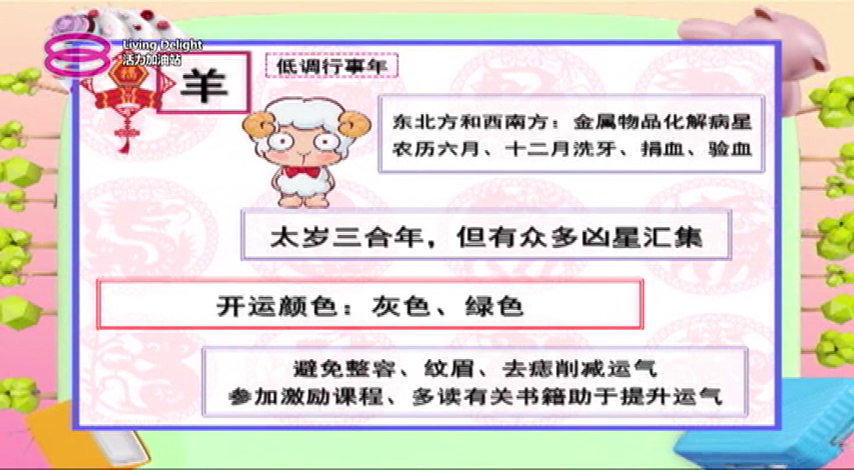 Living Delight
活力加油站
羊
低调行事年
东北方和西南方：金属物品化解病星
农历六月、十二月洗牙、捐血、验血
太岁三合年，但有众多凶星汇集
开运颜色：灰色、绿色
避免整容、纹眉、去痣削减运气
参加激励课程、多读有关书籍助于提升运气